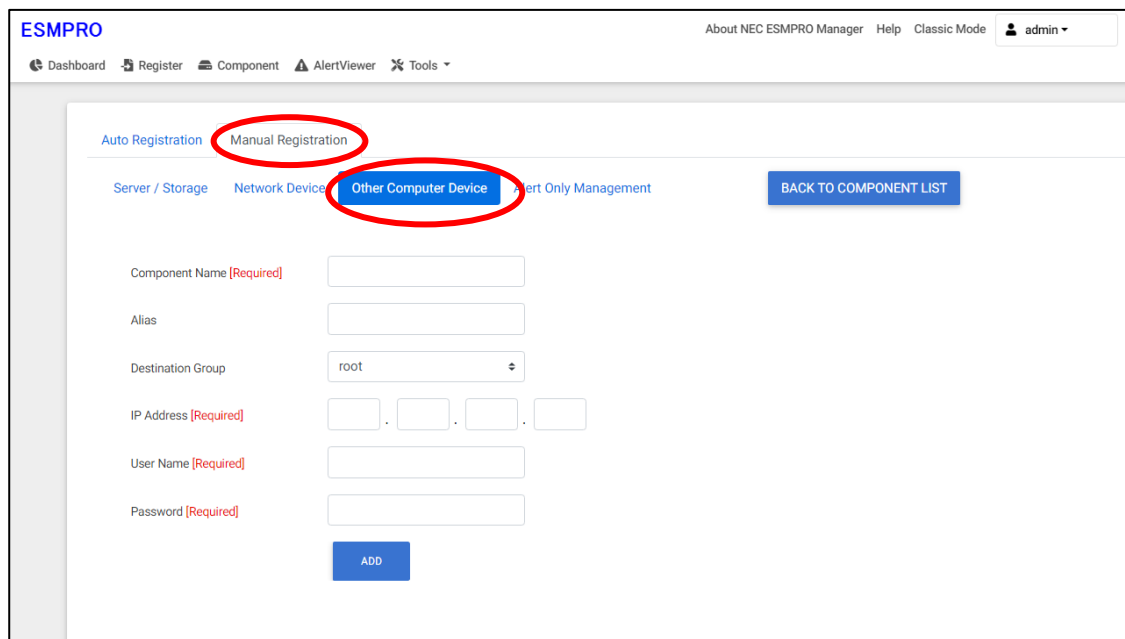 ESMPRO
About NEC ESMPRO Manager Help Classic Mode admin
Dashboard Register Component AlertViewer Tools
Auto Registration Manual Registration
Server / Storage Network Device Other Computer Device Alert Only Management BACK TO COMPONENT LIST
Component Name [Required]
Alias
Destination Group root
IP Address [Required] . . .
User Name [Required]
Password [Required]
ADD